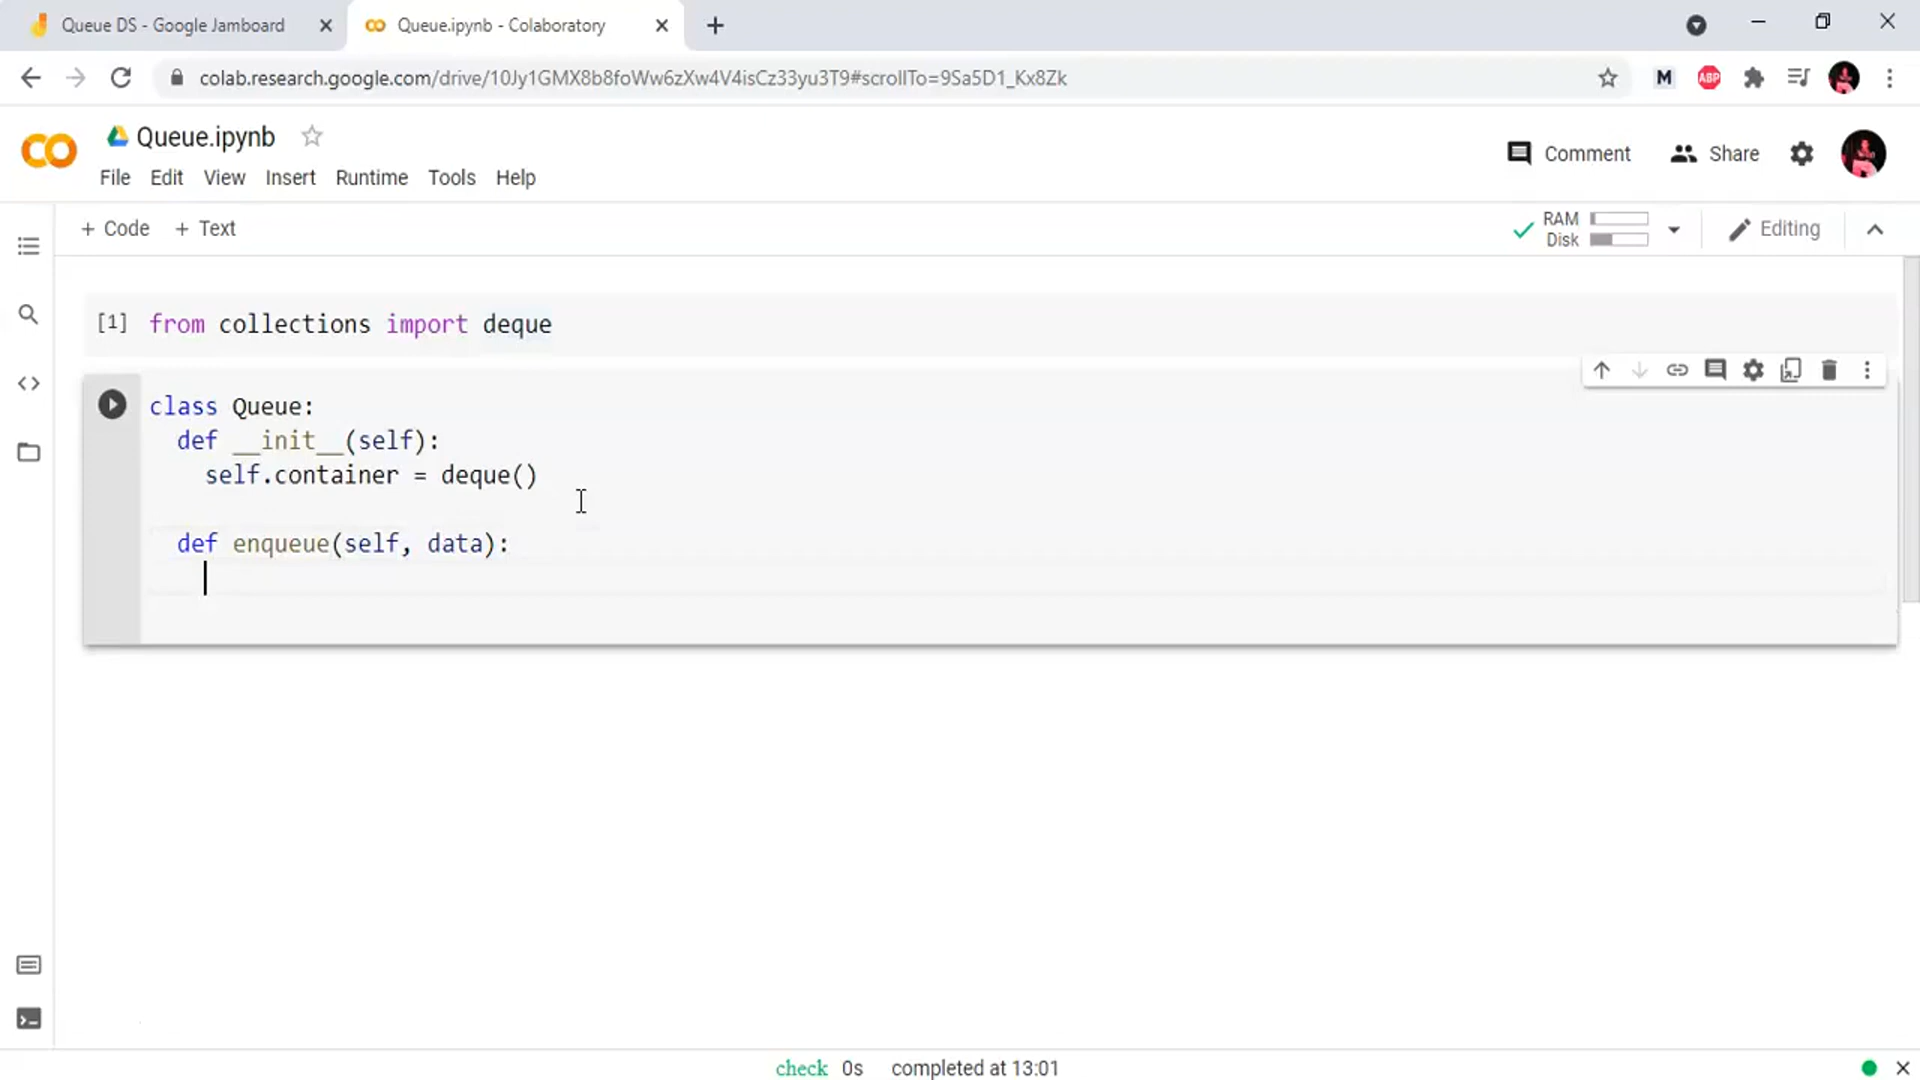 Queue DS - Google Jamboard
Queue.ipynb - Colaboratory
colab.research.google.com/drive/10Jy1GMX8b8foWw6zXw4V4isCz33yu3T9#scrollTo=9Sa5D1_Kx8Zk
M
ABP
CO
Queue.ipynb
Comment
Share
File Edit View Insert Runtime Tools Help
+ Code + Text
RAM
Disk
Editing
[1] from collections import deque
class Queue:
def __init__(self):
self.container = deque()
def enqueue(self, data):
check 0s completed at 13:01